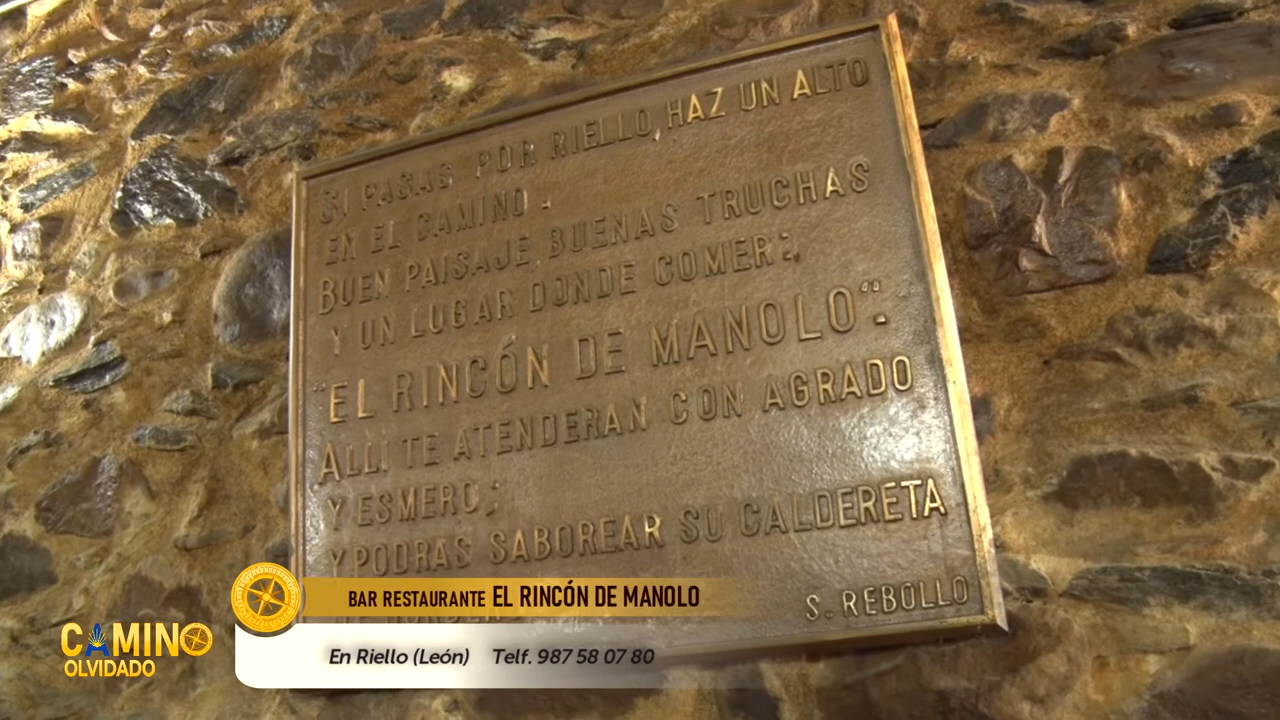 SI PASAS POR RIELLO, HAZ UN ALTO
EN EL CAMINO.
BUEN PAISAJE, BUENAS TRUCHAS
Y UN LUGAR DONDE COMER:
"EL RINCÓN DE MANOLO".
ALLI TE ATENDERAN CON AGRADO
Y ESMERO;
Y PODRAS SABOREAR SU CALDERETA
S. REBOLLO
BAR RESTAURANTE EL RINCÓN DE MANOLO
En Riello (León) Telf. 987 58 07 80
CAMINO
OLVIDADO